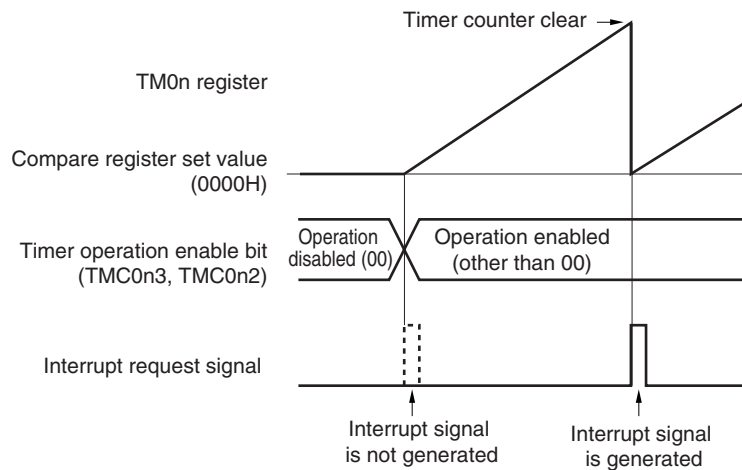 Timer counter clear
TM0n register
Compare register set value
(0000H)
Timer operation enable bit
(TMC0n3, TMC0n2)
Operation
disabled (00)
Operation enabled
(other than 00)
Interrupt request signal
Interrupt signal
is not generated
Interrupt signal
is generated